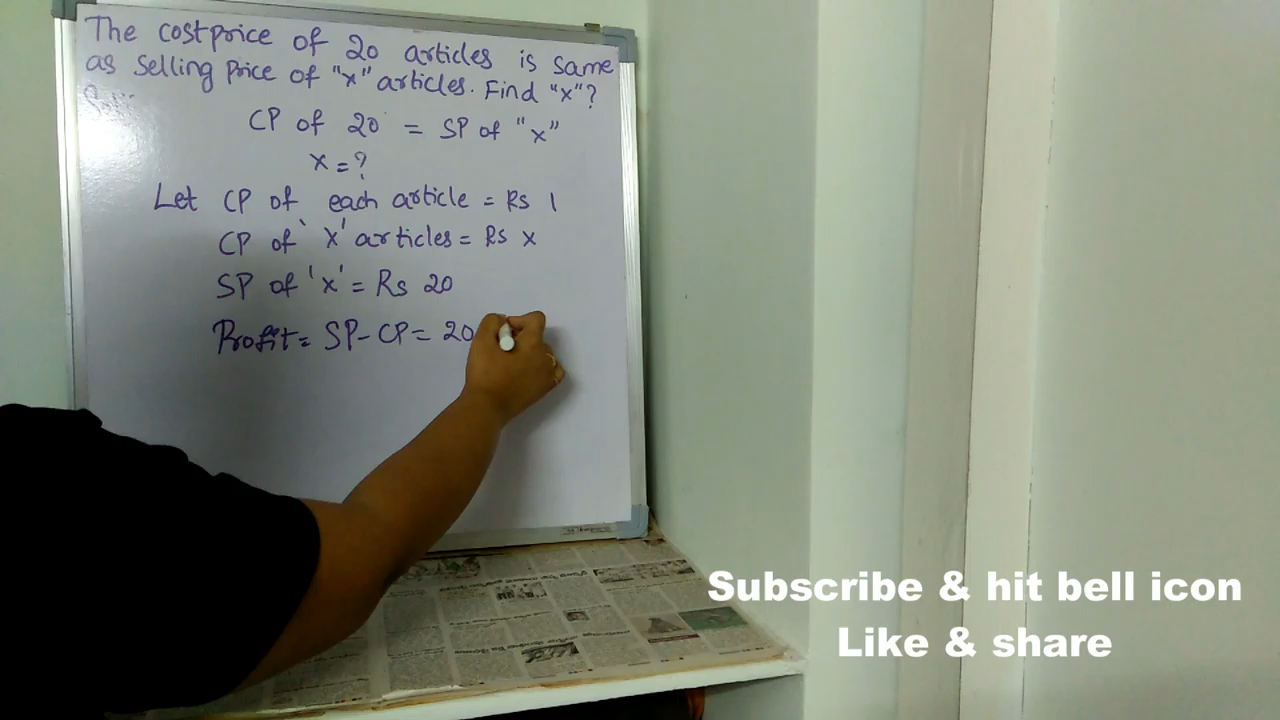 The costprice of 20 articles is same
as selling price of "x" articles. Find "x"?
CP of 20 = SP of "x"
x = ?
Let CP of each article = Rs 1
CP of 'x' articles = Rs x
SP of 'x' = Rs 20
Profit = SP - CP = 20
Subscribe & hit bell icon
Like & share